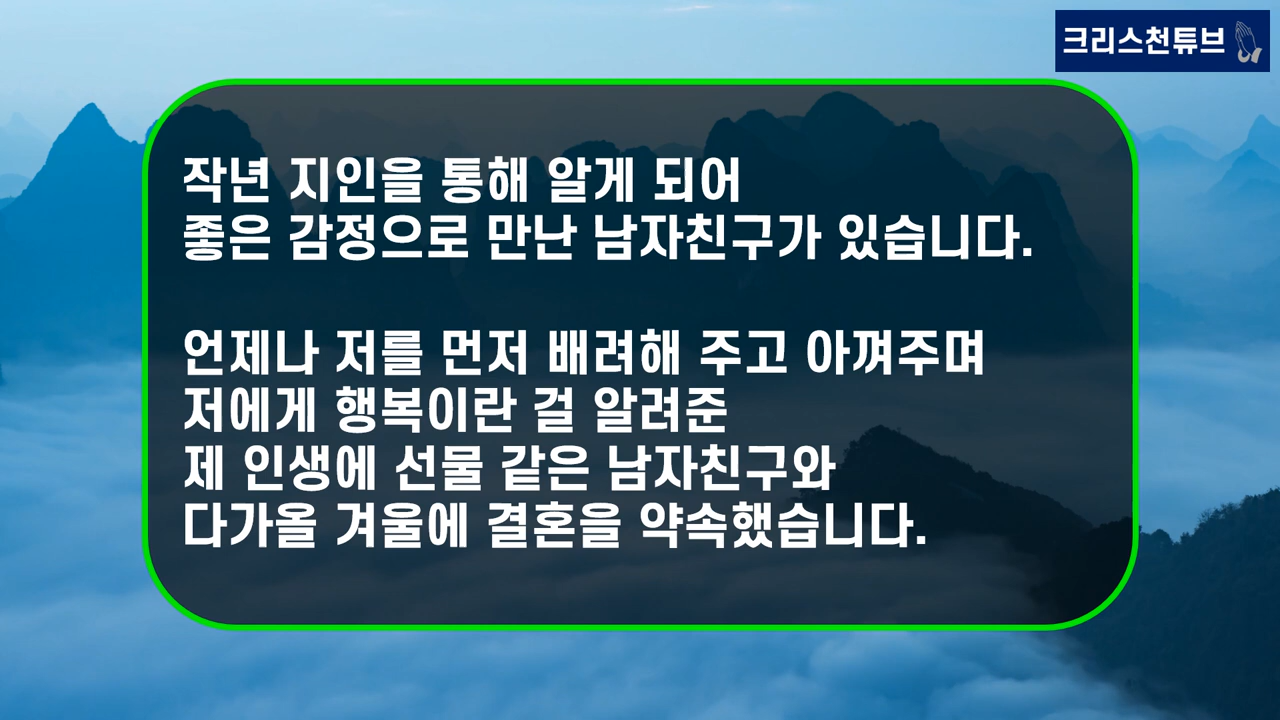 크리스천튜브
작년 지인을 통해 알게 되어
좋은 감정으로 만난 남자친구가 있습니다.
언제나 저를 먼저 배려해 주고 아껴주며
저에게 행복이란 걸 알려준
제 인생에 선물 같은 남자친구와
다가올 겨울에 결혼을 약속했습니다.